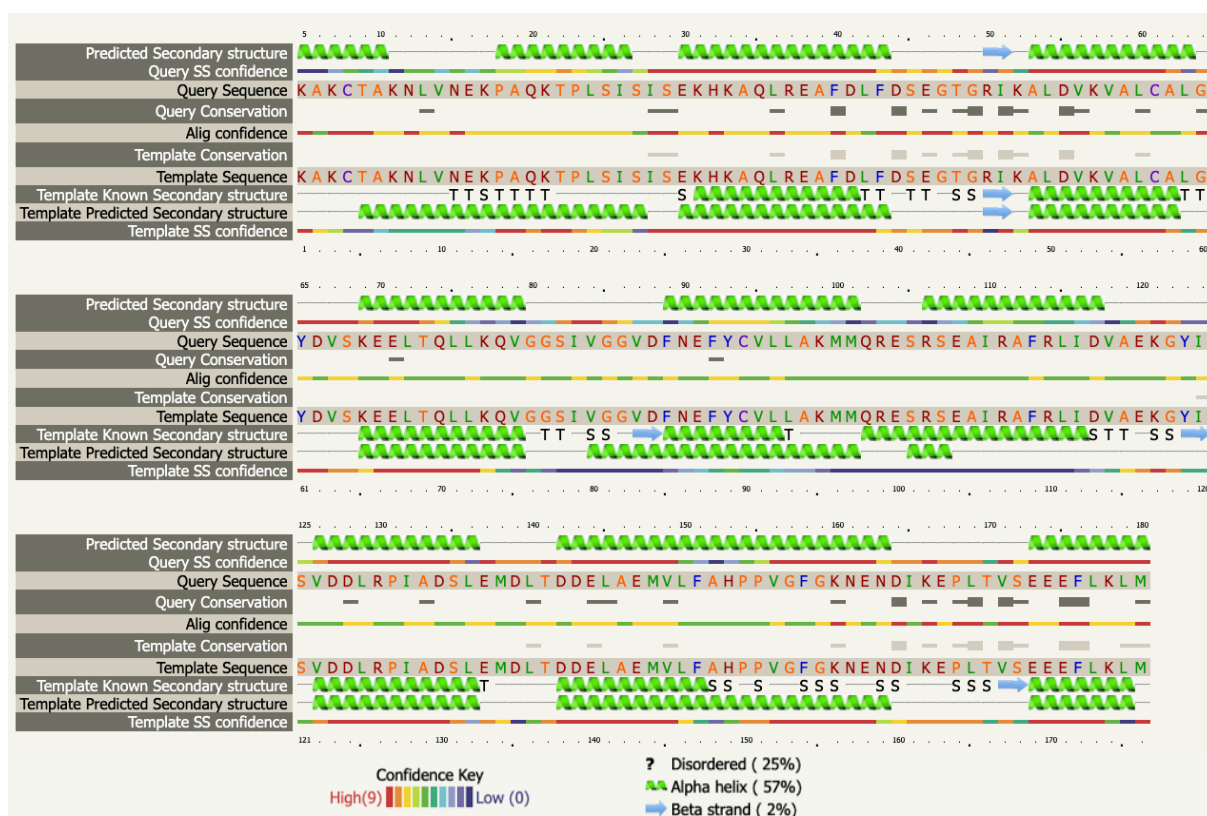 5 10 20 30 40 50 60
Predicted Secondary structure
Query SS confidence
Query Sequence KAKCTAKNLVNEKPAQKTPLSISISEKHKAQLREAFDLFDSEGTGRIKALDVKVALCALG
Query Conservation
Alig confidence
Template Conservation
Template Sequence KAKCTAKNLVNEKPAQKTPLSISISEKHKAQLREAFDLFDSEGTGRIKALDVKVALCALG
Template Known Secondary structure TTSTTTT S TT TT SS TT
Template Predicted Secondary structure
Template SS confidence
1 10 20 30 40 50 60
65 70 80 90 100 110 120
Predicted Secondary structure
Query SS confidence
Query Sequence YDVSKEELTQLLKQVGGSIVGGVDFNEFYCVLLAKMMQRESRSEAIRAFRLIDVAEKGYI
Query Conservation
Alig confidence
Template Conservation
Template Sequence YDVSKEELTQLLKQVGGSIVGGVDFNEFYCVLLAKMMQRESRSEAIRAFRLIDVAEKGYI
Template Known Secondary structure TT SS T STT SS
Template Predicted Secondary structure
Template SS confidence
61 70 80 90 100 110 120
125 130 140 150 160 170 180
Predicted Secondary structure
Query SS confidence
Query Sequence SVDDLRPIADSLEMDLTDDELAEMVLFAHPPVGFGKNENDIKEPLTVSEEEFLKLM
Query Conservation
Alig confidence
Template Conservation
Template Sequence SVDDLRPIADSLEMDLTDDELAEMVLFAHPPVGFGKNENDIKEPLTVSEEEFLKLM
Template Known Secondary structure T SS S SSS SS SSS
Template Predicted Secondary structure
Template SS confidence
121 130 140 150 160 170
Confidence Key
High(9) Low (0)
? Disordered ( 25%)
Alpha helix ( 57%)
Beta strand ( 2%)